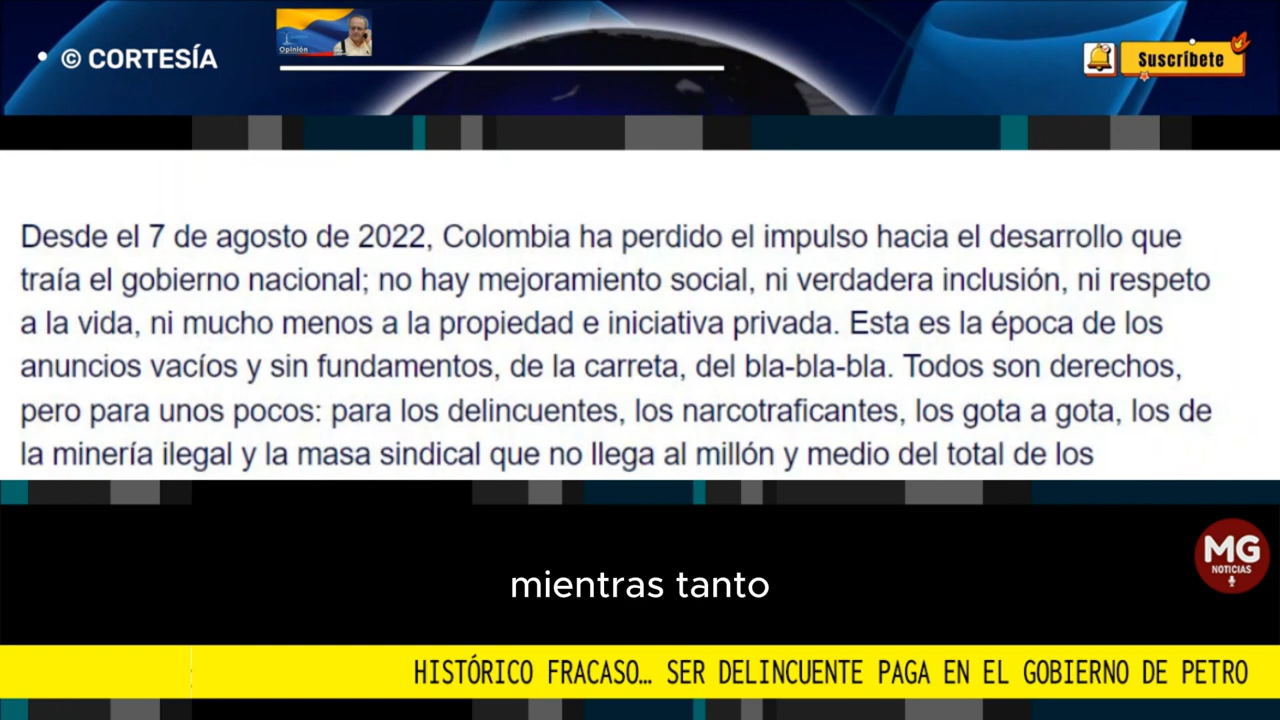 © CORTESÍA
Opinión
Suscríbete
Desde el 7 de agosto de 2022, Colombia ha perdido el impulso hacia el desarrollo que
traía el gobierno nacional; no hay mejoramiento social, ni verdadera inclusión, ni respeto
a la vida, ni mucho menos a la propiedad e iniciativa privada. Esta es la época de los
anuncios vacíos y sin fundamentos, de la carreta, del bla-bla-bla. Todos son derechos,
pero para unos pocos: para los delincuentes, los narcotraficantes, los gota a gota, los de
la minería ilegal y la masa sindical que no llega al millón y medio del total de los
MG
NOTICIAS
mientras tanto
HISTÓRICO FRACASO... SER DELINCUENTE PAGA EN EL GOBIERNO DE PETRO